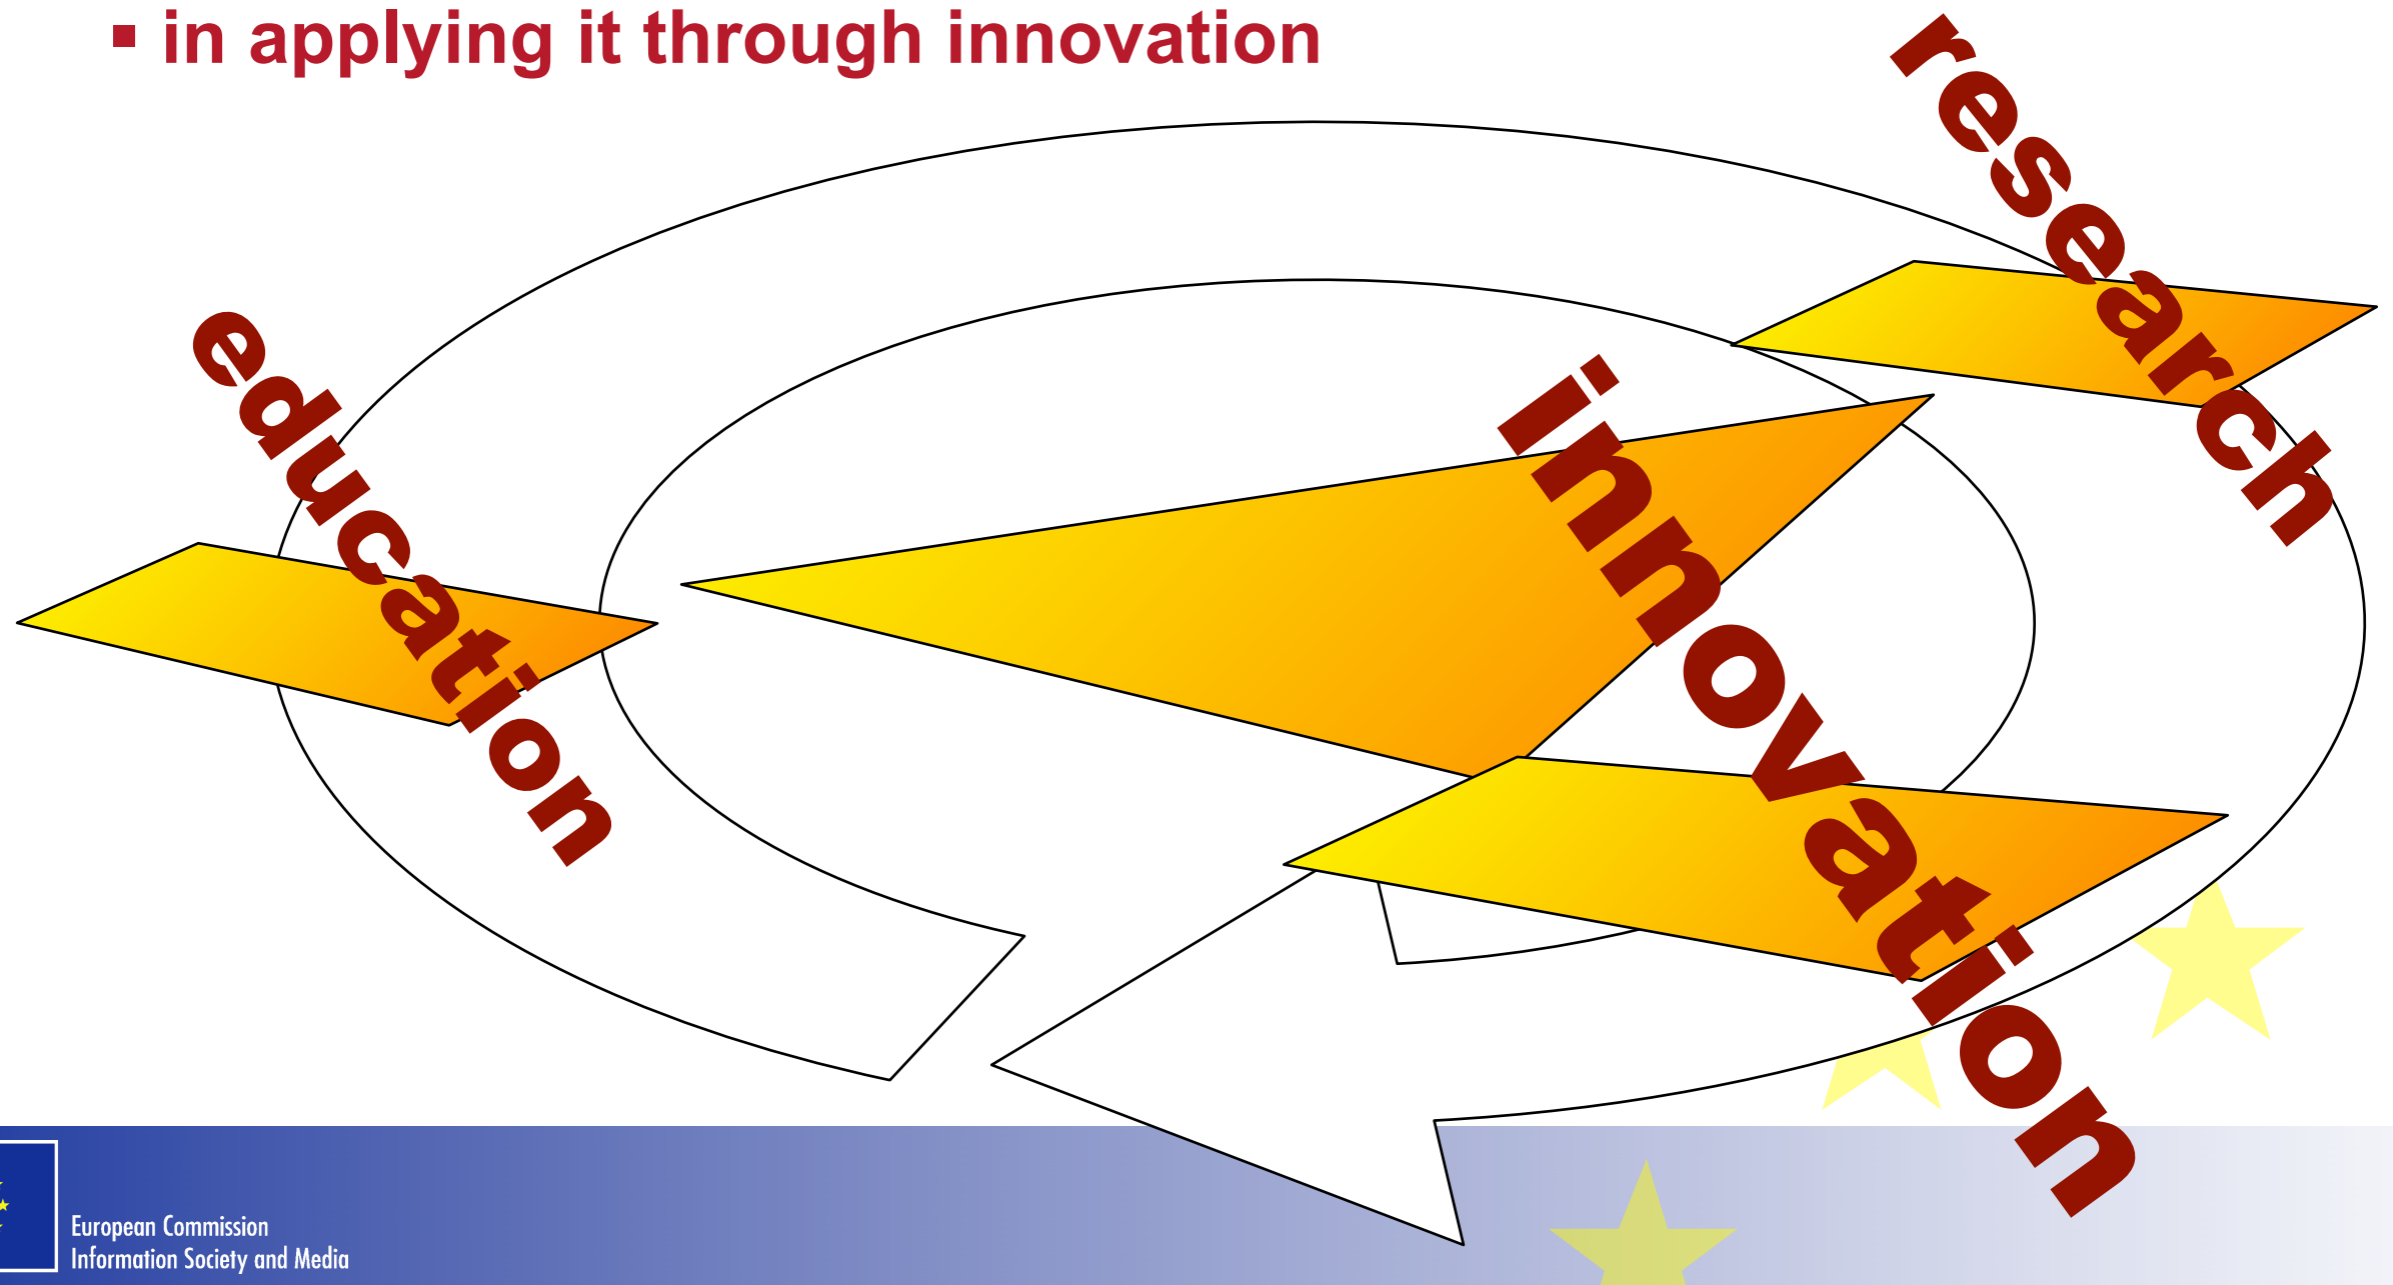 ▪ in applying it through innovation
research
education
innovation
European Commission
Information Society and Media